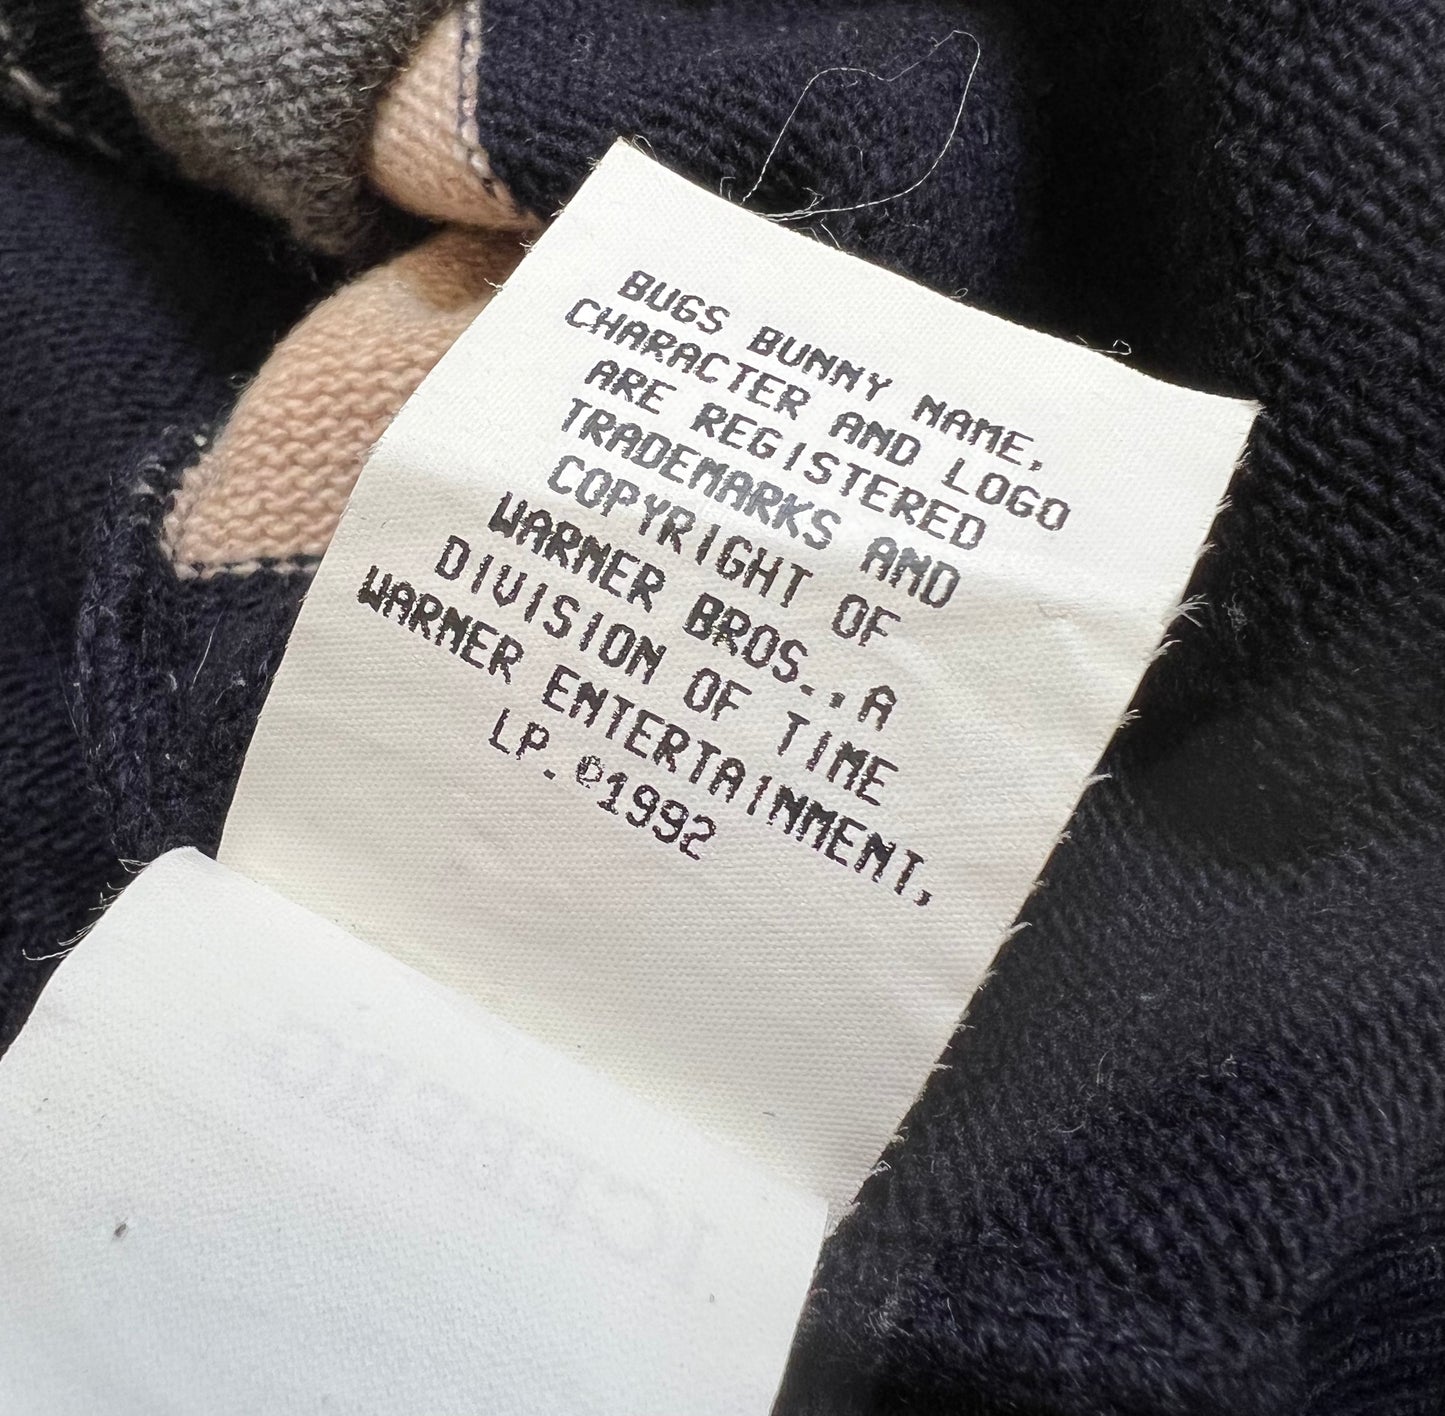 BUGS BUNNY NAME,
CHARACTER AND LOGO
ARE REGISTERED
TRADEMARKS AND
COPYRIGHT OF
WARNER BROS.,A
DIVISION OF TIME
WARNER ENTERTAINMENT,
LP.©1992